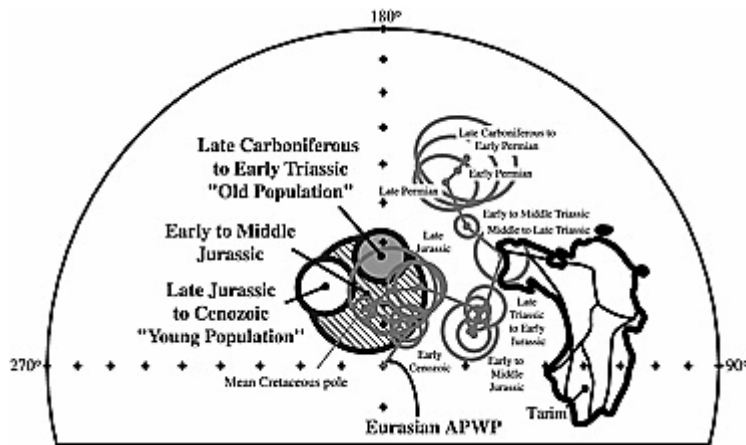 180°
Late Carboniferous
to Early Triassic
"Old Population"
Late Carboniferous to
Early Permian
Early Permian
Late Permian
Early to Middle Triassic
Middle to Late Triassic
Early to Middle
Jurassic
Late
Jurassic
Late Jurassic
to Cenozoic
"Young Population"
Late
Triassic
to Early
Jurassic
270°
Mean Cretaceous pole
Early
Cenozoic
Early to
Middle
Jurassic
90°
Tarim
Eurasian APWP